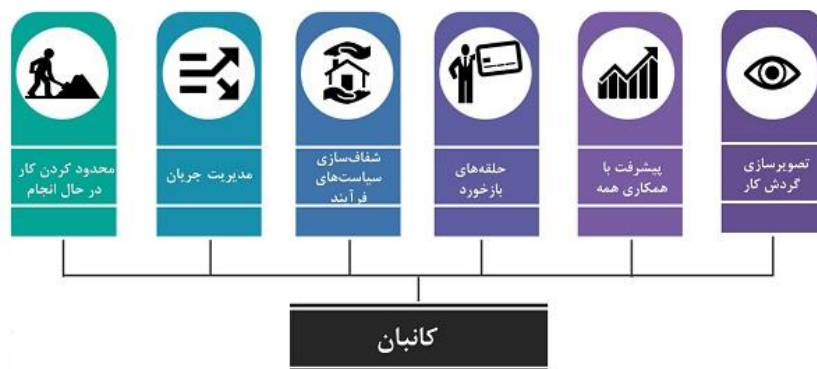 تصویرسازی
گردش کار
پیشرفت با
همکاری همه
حلقه‌های
بازخورد
شفاف‌سازی
سیاست‌های
فرآیند
مدیریت جریان
محدود کردن کار
در حال انجام
کانبان